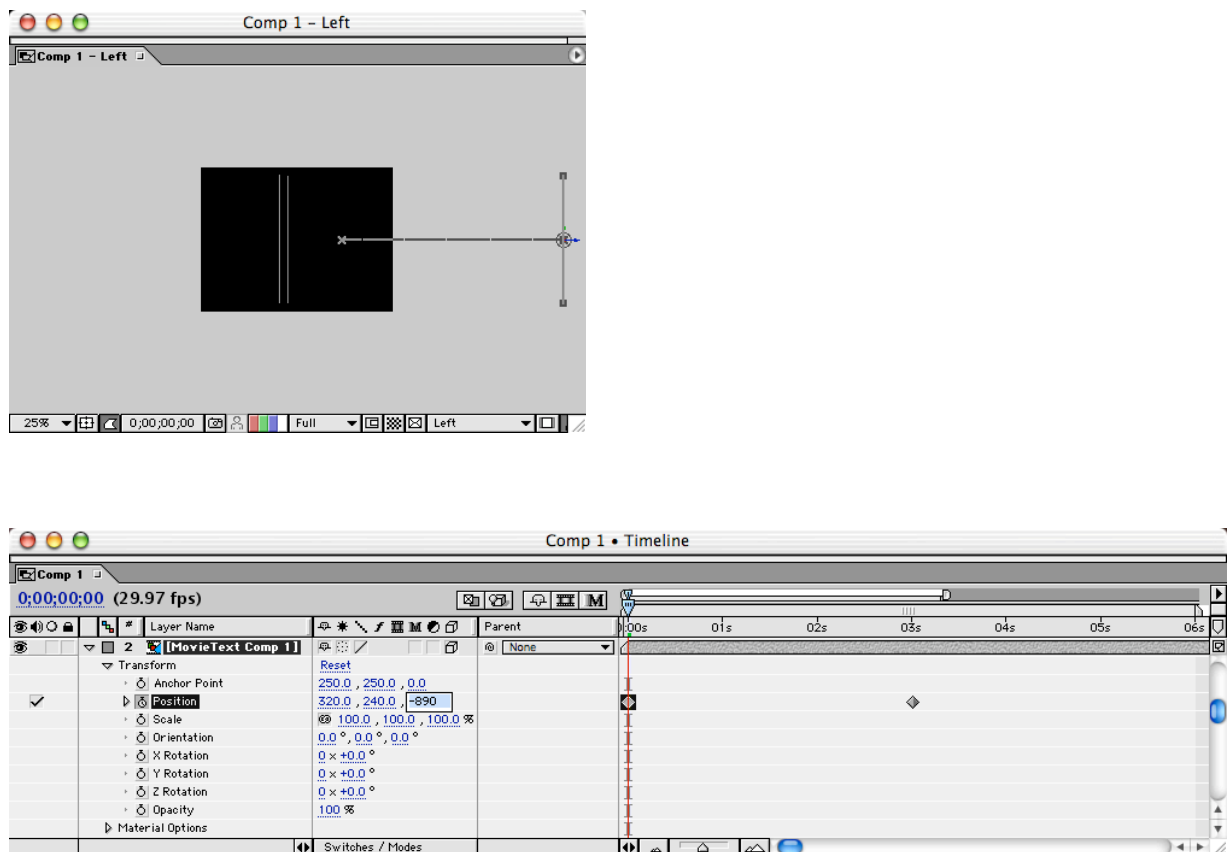 Comp 1 – Left
Comp 1 – Left
25% 0;00;00;00 Full Left
Comp 1 • Timeline
Comp 1
0;00;00;00 (29.97 fps) M
# Layer Name M Parent 0:00s 01s 02s 03s 04s 05s 06s
2 [MovieText Comp 1] None
Transform Reset
Anchor Point 250.0 , 250.0 , 0.0
Position 320.0 , 240.0 , -890
Scale 100.0 , 100.0 , 100.0 %
Orientation 0.0 °, 0.0 °, 0.0 °
X Rotation 0 x +0.0 °
Y Rotation 0 x +0.0 °
Z Rotation 0 x +0.0 °
Opacity 100 %
Material Options
Switches / Modes